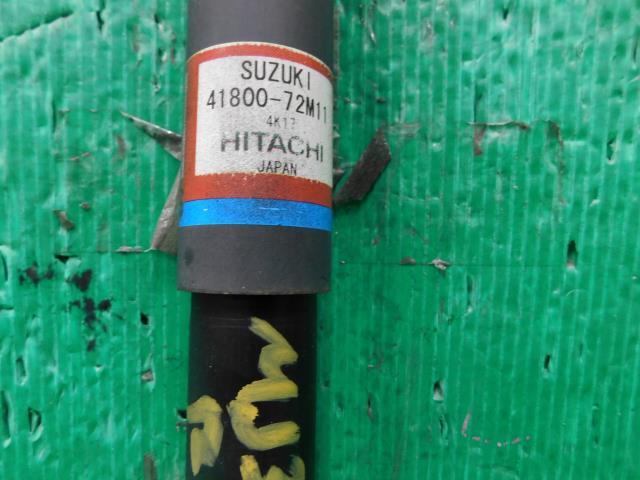 SUZUKI
41800-72M11
4K17
HITACHI
JAPAN